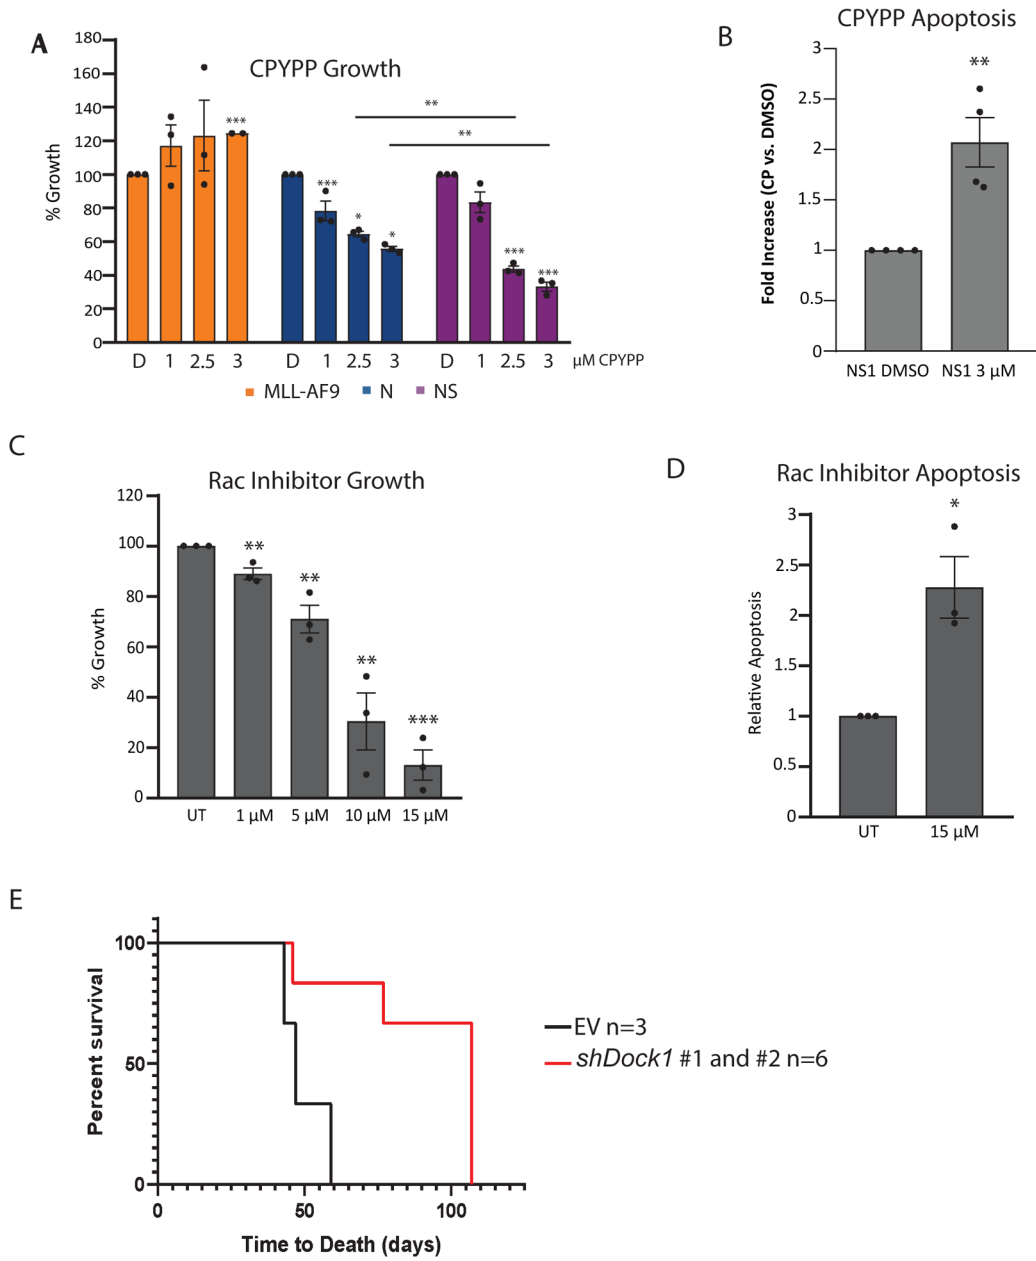 A
CPYPP Growth
% Growth
180
160
140
120
100
80
60
40
20
0
***
***
*
*
***
***
**
**
D 1 2.5 3 D 1 2.5 3 D 1 2.5 3 µM CPYPP
MLL-AF9 N NS
B
CPYPP Apoptosis
Fold Increase (CP vs. DMSO)
3
2.5
2
1.5
1
0.5
0
**
NS1 DMSO NS1 3 µM
C
Rac Inhibitor Growth
% Growth
120
100
80
60
40
20
0
**
**
**
***
UT 1 µM 5 µM 10 µM 15 µM
D
Rac Inhibitor Apoptosis
Relative Apoptosis
3
2.5
2
1.5
1
0.5
0
*
UT 15 µM
E
Percent survival
100
50
0
0 50 100
Time to Death (days)
EV n=3
shDock1 #1 and #2 n=6